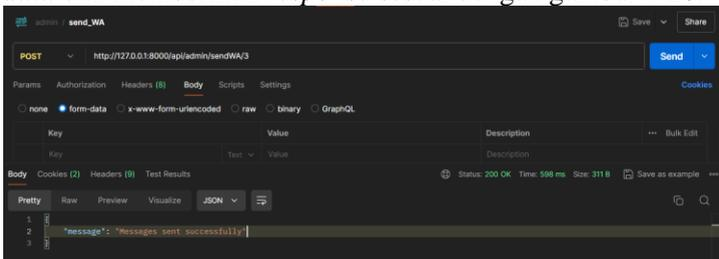 admin / send_WA Save Share
POST http://127.0.0.1:8000/api/admin/sendWA/3 Send
Params Authorization Headers (8) Body Scripts Settings Cookies
none form-data x-www-form-urlencoded raw binary GraphQL
Key Value Description ••• Bulk Edit
Key Text Value Description
Body Cookies (2) Headers (9) Test Results Status: 200 OK Time: 598 ms Size: 311 B Save as example •••
Pretty Raw Preview Visualize JSON
1 {
2 "message": "Messages sent successfully"
3 }